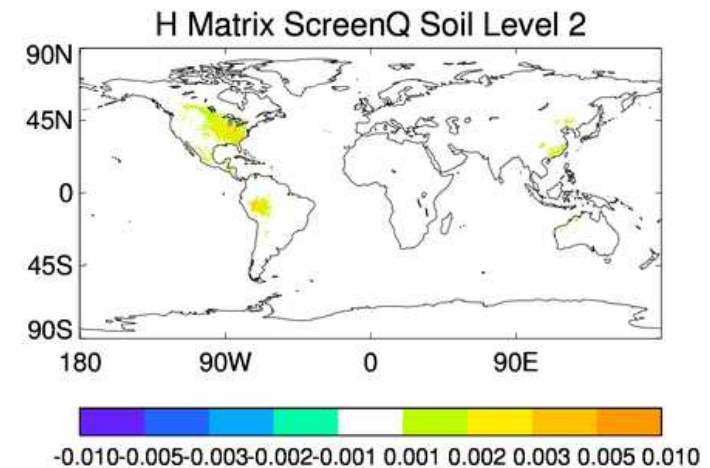 H Matrix ScreenQ Soil Level 2
90N
45N
0
45S
90S
180 90W 0 90E
-0.010-0.005-0.003-0.002-0.001 0.001 0.002 0.003 0.005 0.010